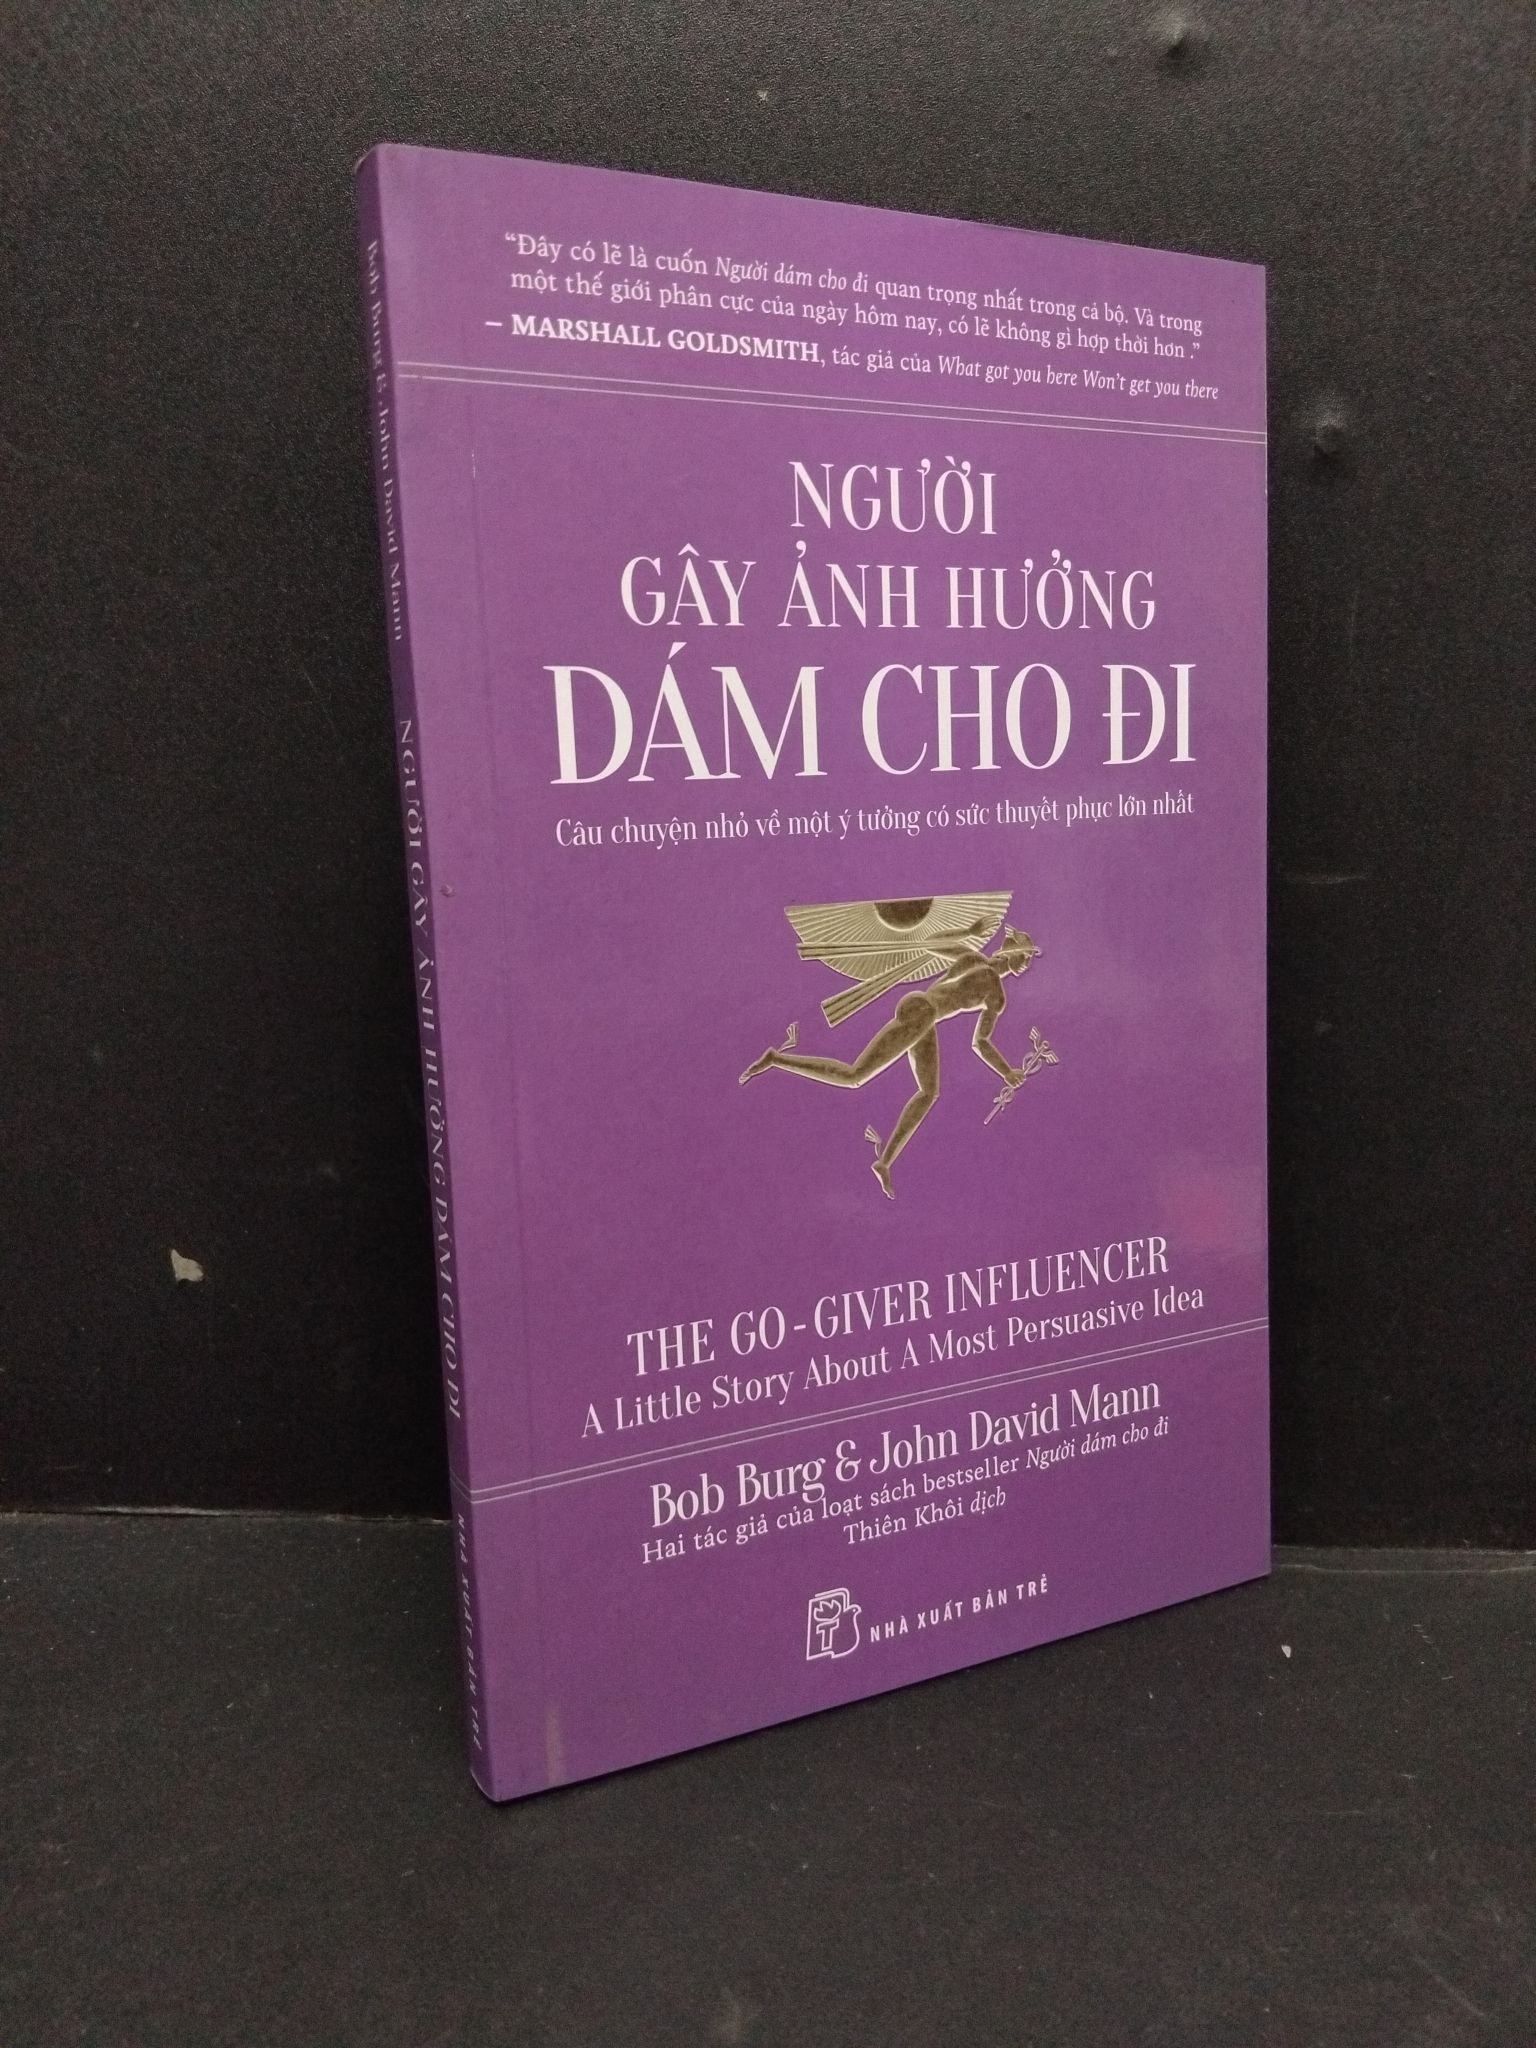 “Đây có lẽ là cuốn Người dám cho đi quan trọng nhất trong cả bộ. Và trong
một thế giới phân cực của ngày hôm nay, có lẽ không gì hợp thời hơn .”
– MARSHALL GOLDSMITH, tác giả của What got you here Won’t get you there
NGƯỜI
GÂY ẢNH HƯỞNG
DÁM CHO ĐI
Câu chuyện nhỏ về một ý tưởng có sức thuyết phục lớn nhất
THE GO-GIVER INFLUENCER
A Little Story About A Most Persuasive Idea
Bob Burg & John David Mann
Hai tác giả của loạt sách bestseller Người dám cho đi
Thiên Khôi dịch
T NHÀ XUẤT BẢN TRẺ
Bob Burg & John David Mann NGƯỜI GÂY ẢNH HƯỞNG DÁM CHO ĐI NHÀ XUẤT BẢN TRẺ